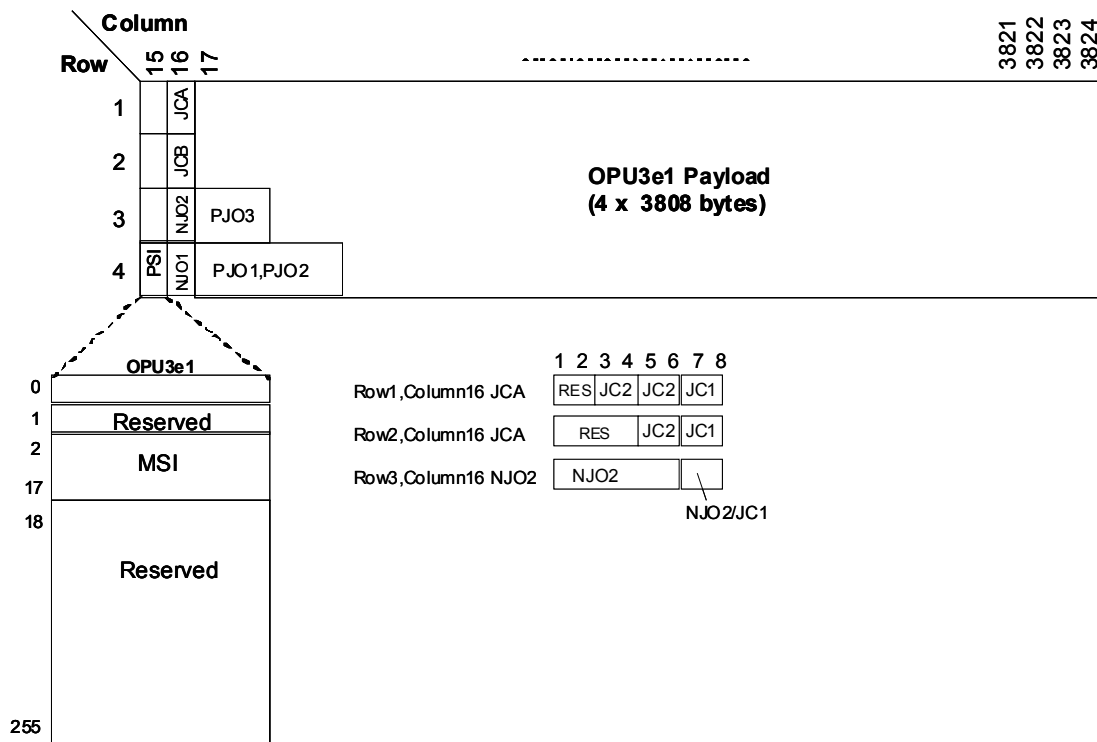 Column
Row
15
16
17
3821
3822
3823
3824
1
JCA
2
JCB
OPU3e1 Payload
(4 x 3808 bytes)
3
NJO2
PJO3
4
PSI
NJO1
PJO1,PJO2
OPU3e1
0
1
Reserved
2
MSI
17
18
Reserved
255
1 2 3 4 5 6 7 8
Row1,Column16 JCA
RES JC2 JC2 JC1
Row2,Column16 JCA
RES JC2 JC1
Row3,Column16 NJO2
NJO2
NJO2/JC1